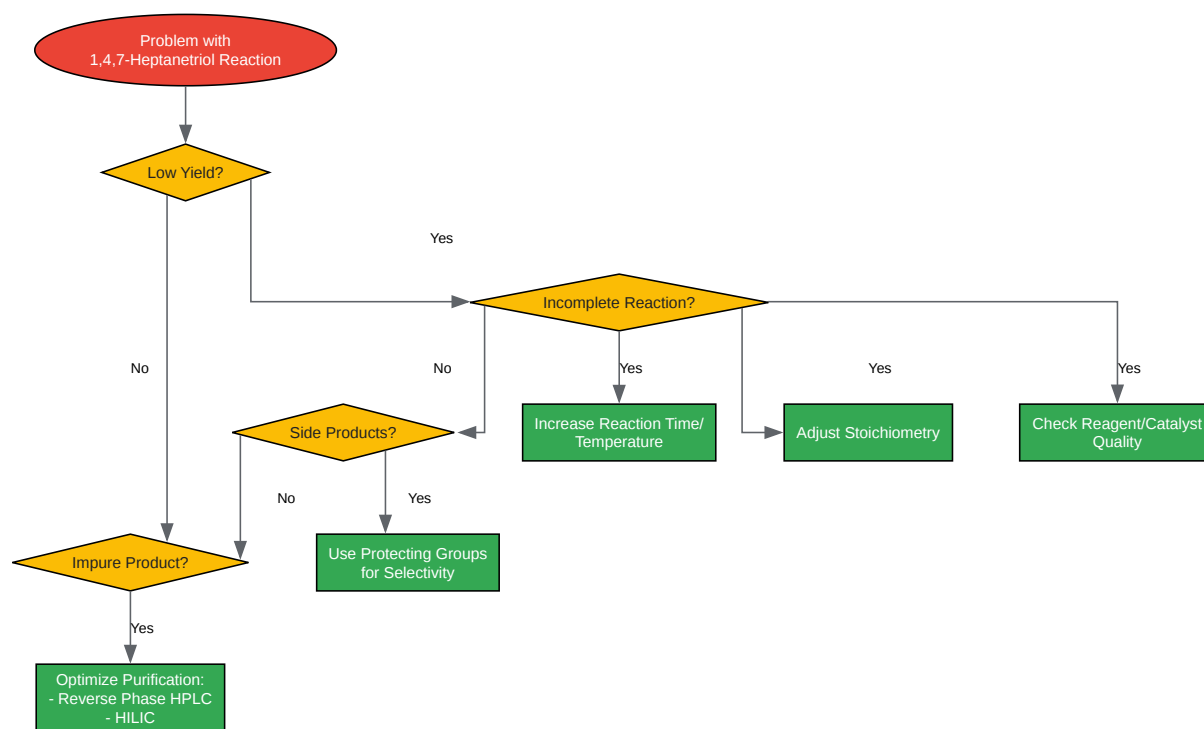 Problem with
1,4,7-Heptanetriol Reaction
Low Yield?
Yes
Incomplete Reaction?
No
No
Yes
Yes
Yes
Side Products?
Increase Reaction Time/
Temperature
Adjust Stoichiometry
Check Reagent/Catalyst
Quality
No
Yes
Impure Product?
Use Protecting Groups
for Selectivity
Yes
Optimize Purification:
- Reverse Phase HPLC
- HILIC